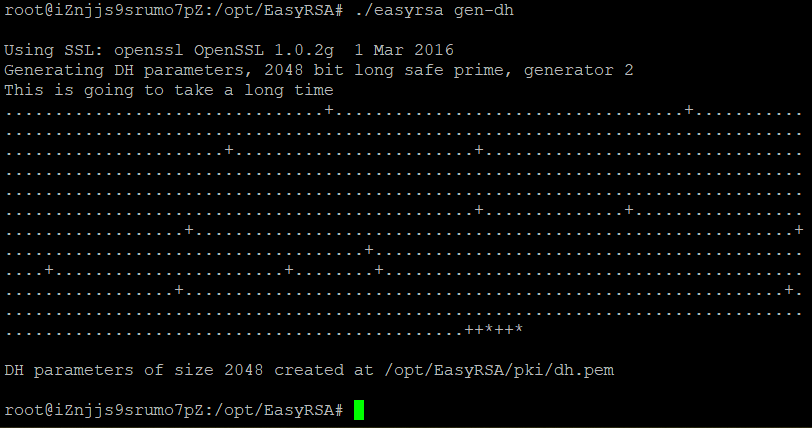 root@iZnjjs9srumo7pZ:/opt/EasyRSA# ./easyrsa gen-dh
Using SSL: openssl OpenSSL 1.0.2g  1 Mar 2016
Generating DH parameters, 2048 bit long safe prime, generator 2
This is going to take a long time
................................+...................................+...........
................................................................................
......................+........................+................................
................................................................................
................................................................................
...............................................+..............+.................
..................+............................................................+
....................................+...........................................
....+.......................+........+..........................................
.................+............................................................+.
................................................................................
..............................................++*++*
DH parameters of size 2048 created at /opt/EasyRSA/pki/dh.pem
root@iZnjjs9srumo7pZ:/opt/EasyRSA#